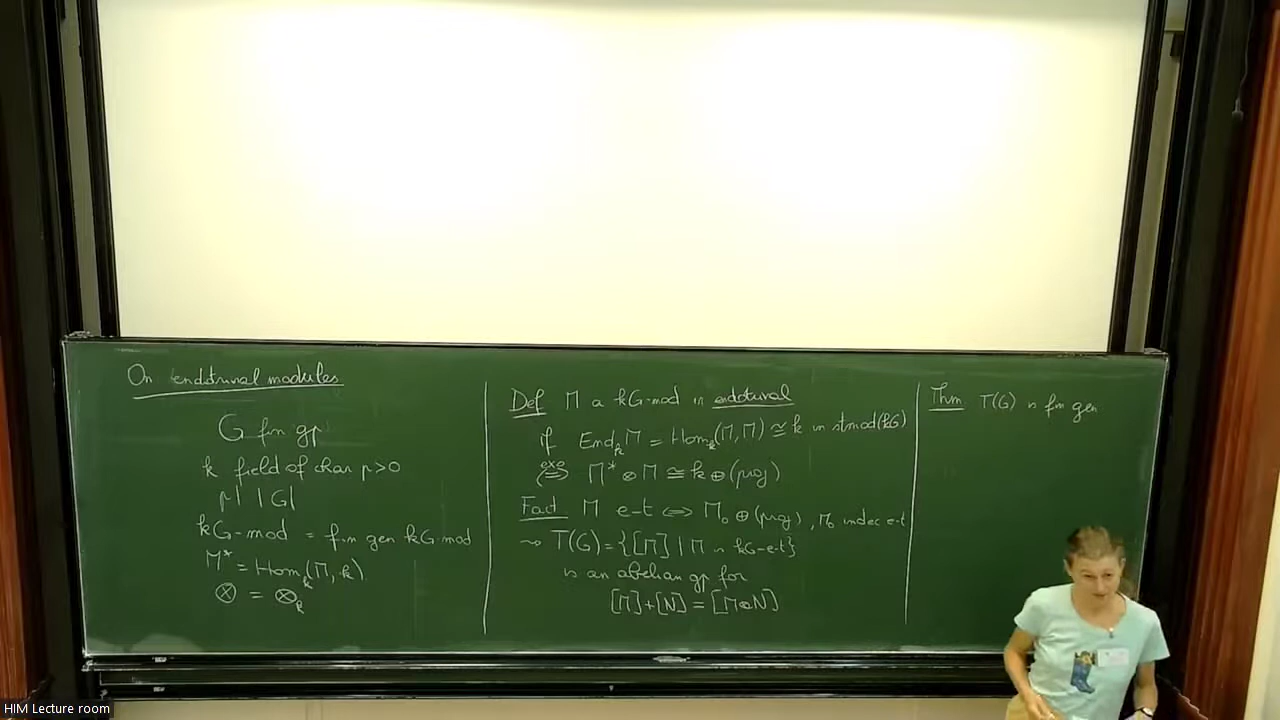 On endotrivial modules
G fin gp
k field of char p>0
p | |G|
kG-mod = fin gen kG-mod
M* = Hom_k(M, k)
⊗ = ⊗_k
Def M a kG-mod is endotrivial
if End_k M = Hom_k(M, M) ≅ k in stmod(kG)
⟺ M* ⊗ M ≅ k ⊕ (proj)
Fact M e-t ⟺ M₀ ⊕ (proj), M₀ indec e-t
⇝ T(G) = {[M] | M is kG-e-t}
is an abelian gp for
[M]+[N] = [M⊗N]
Thm T(G) is fin gen
HIM Lecture room